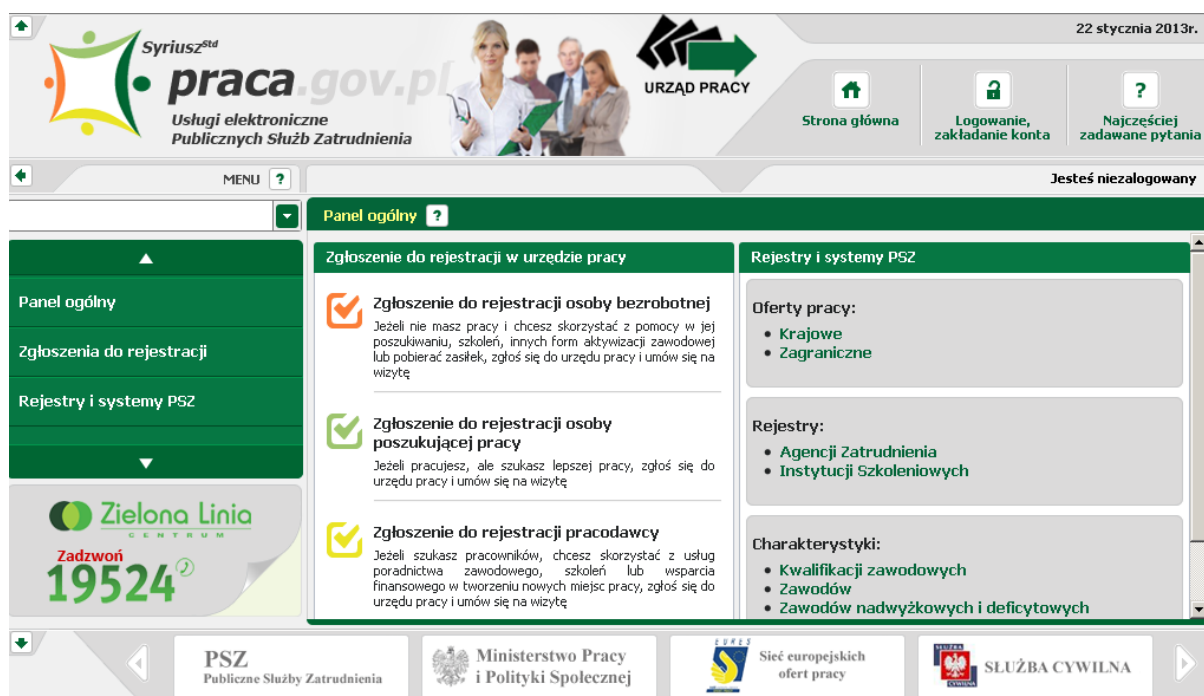 22 stycznia 2013r.
Syriusz Std
praca.gov.pl
Usługi elektroniczne
Publicznych Służb Zatrudnienia
URZĄD PRACY
Strona główna
Logowanie,
zakładanie konta
Najczęściej
zadawane pytania
MENU ?
Jesteś niezalogowany
Panel ogólny ?
Panel ogólny
Zgłoszenia do rejestracji
Rejestry i systemy PSZ
Zielona Linia
CENTRUM
Zadzwoń
19524
Zgłoszenie do rejestracji w urzędzie pracy
Zgłoszenie do rejestracji osoby bezrobotnej
Jeżeli nie masz pracy i chcesz skorzystać z pomocy w jej
poszukiwaniu, szkoleń, innych form aktywizacji zawodowej
lub pobierać zasiłek, zgłoś się do urzędu pracy i umów się na
wizytę
Zgłoszenie do rejestracji osoby
poszukującej pracy
Jeżeli pracujesz, ale szukasz lepszej pracy, zgłoś się do
urzędu pracy i umów się na wizytę
Zgłoszenie do rejestracji pracodawcy
Jeżeli szukasz pracowników, chcesz skorzystać z usług
poradnictwa zawodowego, szkoleń lub wsparcia
finansowego w tworzeniu nowych miejsc pracy, zgłoś się do
urzędu pracy i umów się na wizytę
Rejestry i systemy PSZ
Oferty pracy:
• Krajowe
• Zagraniczne
Rejestry:
• Agencji Zatrudnienia
• Instytucji Szkoleniowych
Charakterystyki:
• Kwalifikacji zawodowych
• Zawodów
• Zawodów nadwyżkowych i deficytowych
PSZ
Publiczne Służby Zatrudnienia
Ministerstwo Pracy
i Polityki Społecznej
EURES
Sieć europejskich
ofert pracy
SŁUŻBA
CYWILNA
SŁUŻBA CYWILNA